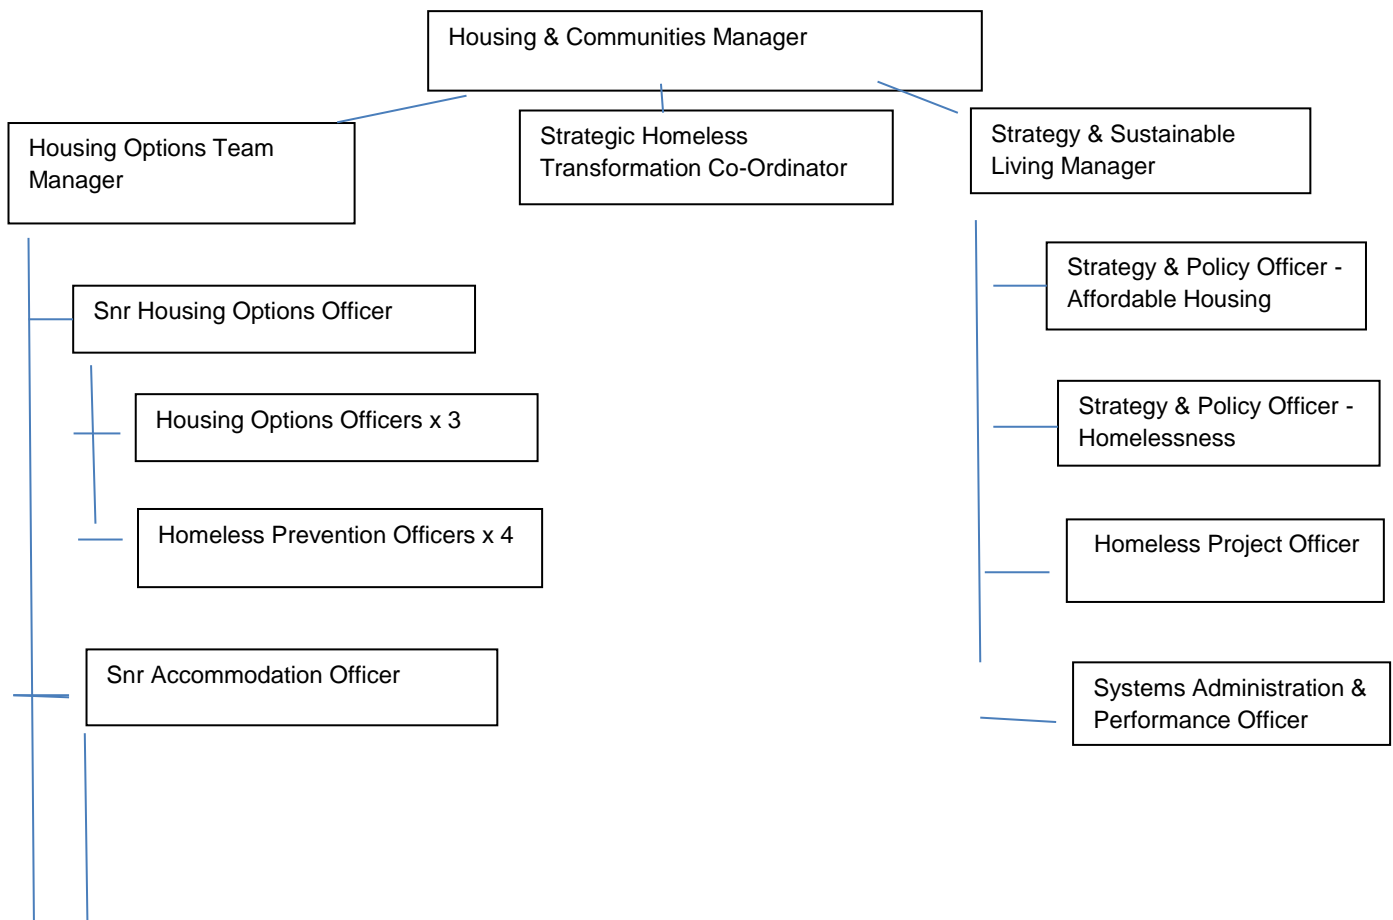 Housing & Communities Manager
Housing Options Team
Manager
Strategic Homeless
Transformation Co-Ordinator
Strategy & Sustainable
Living Manager
Snr Housing Options Officer
Housing Options Officers x 3
Homeless Prevention Officers x 4
Snr Accommodation Officer
Strategy & Policy Officer -
Affordable Housing
Strategy & Policy Officer -
Homelessness
Homeless Project Officer
Systems Administration &
Performance Officer